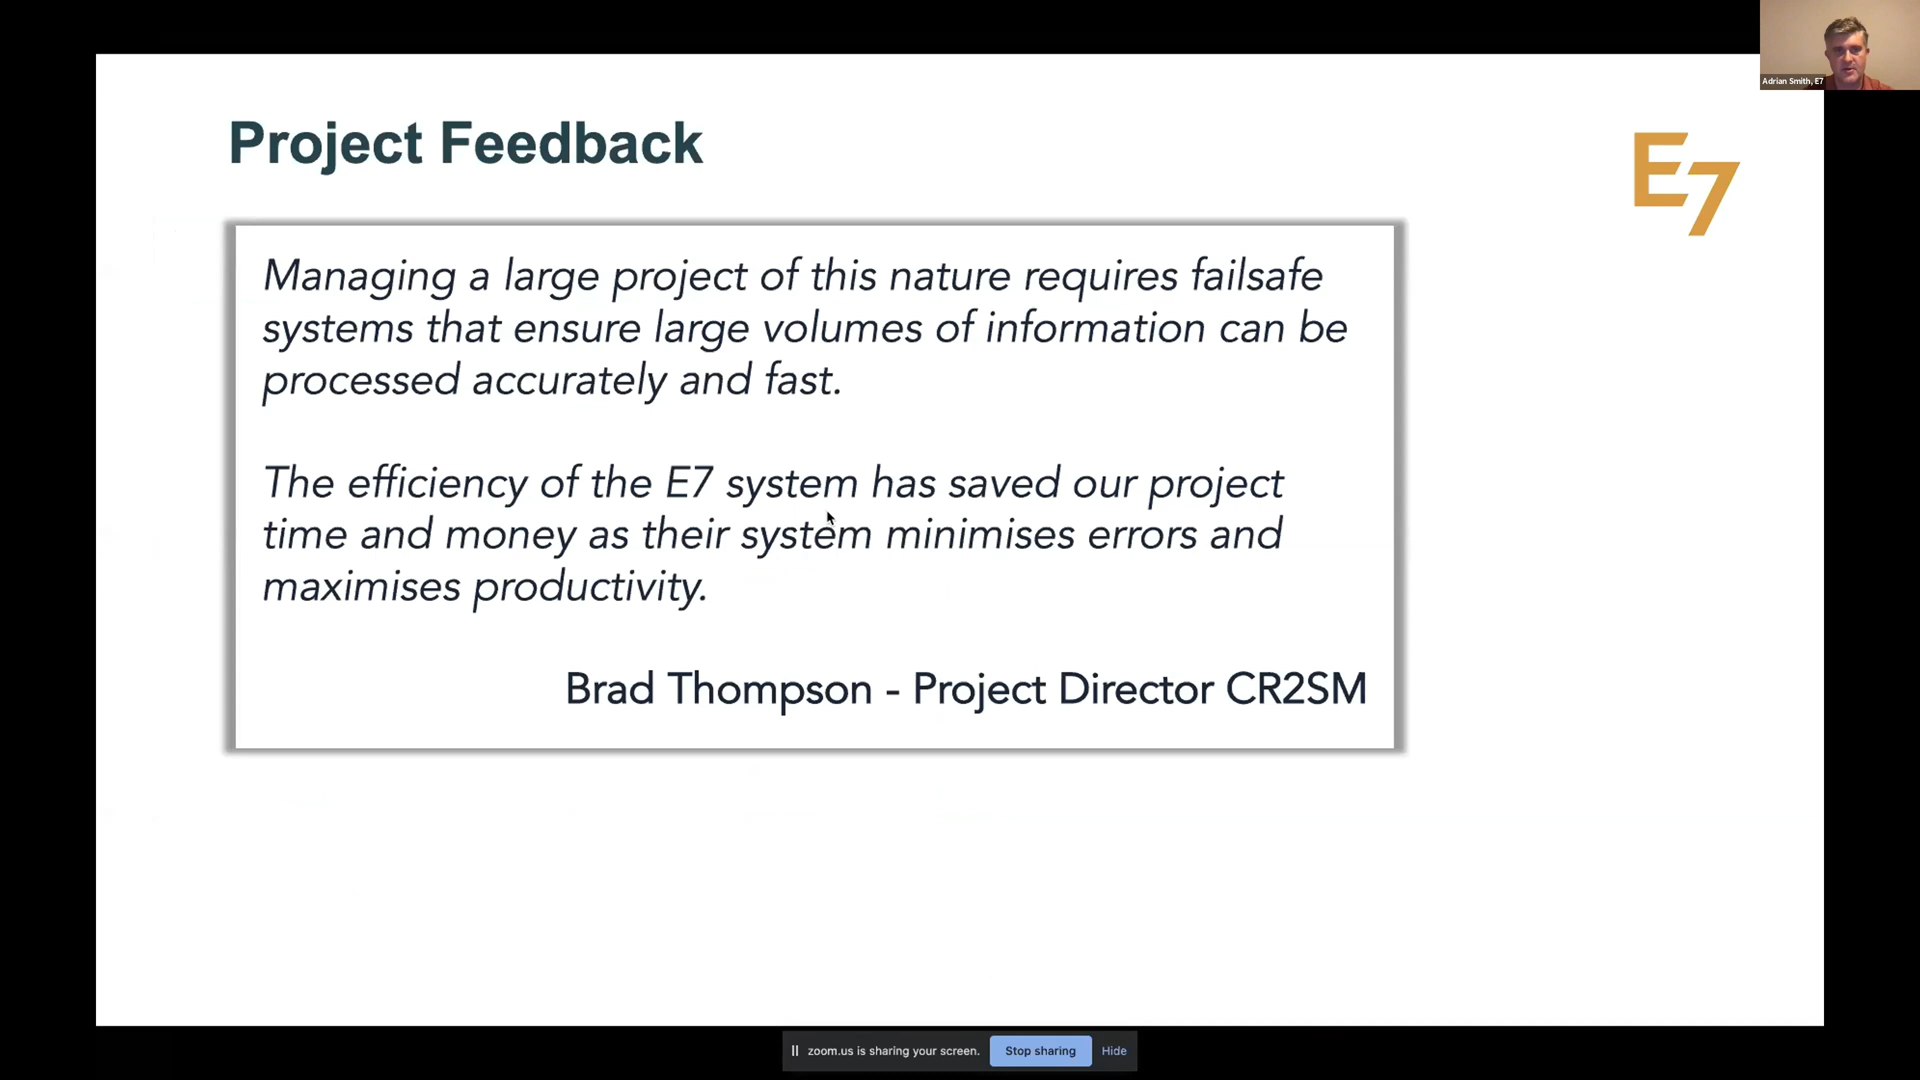 Adrian Smith, E7
Project Feedback
E7
Managing a large project of this nature requires failsafe
systems that ensure large volumes of information can be
processed accurately and fast.
The efficiency of the E7 system has saved our project
time and money as their system minimises errors and
maximises productivity.
Brad Thompson - Project Director CR2SM
zoom.us is sharing your screen.
Stop sharing
Hide